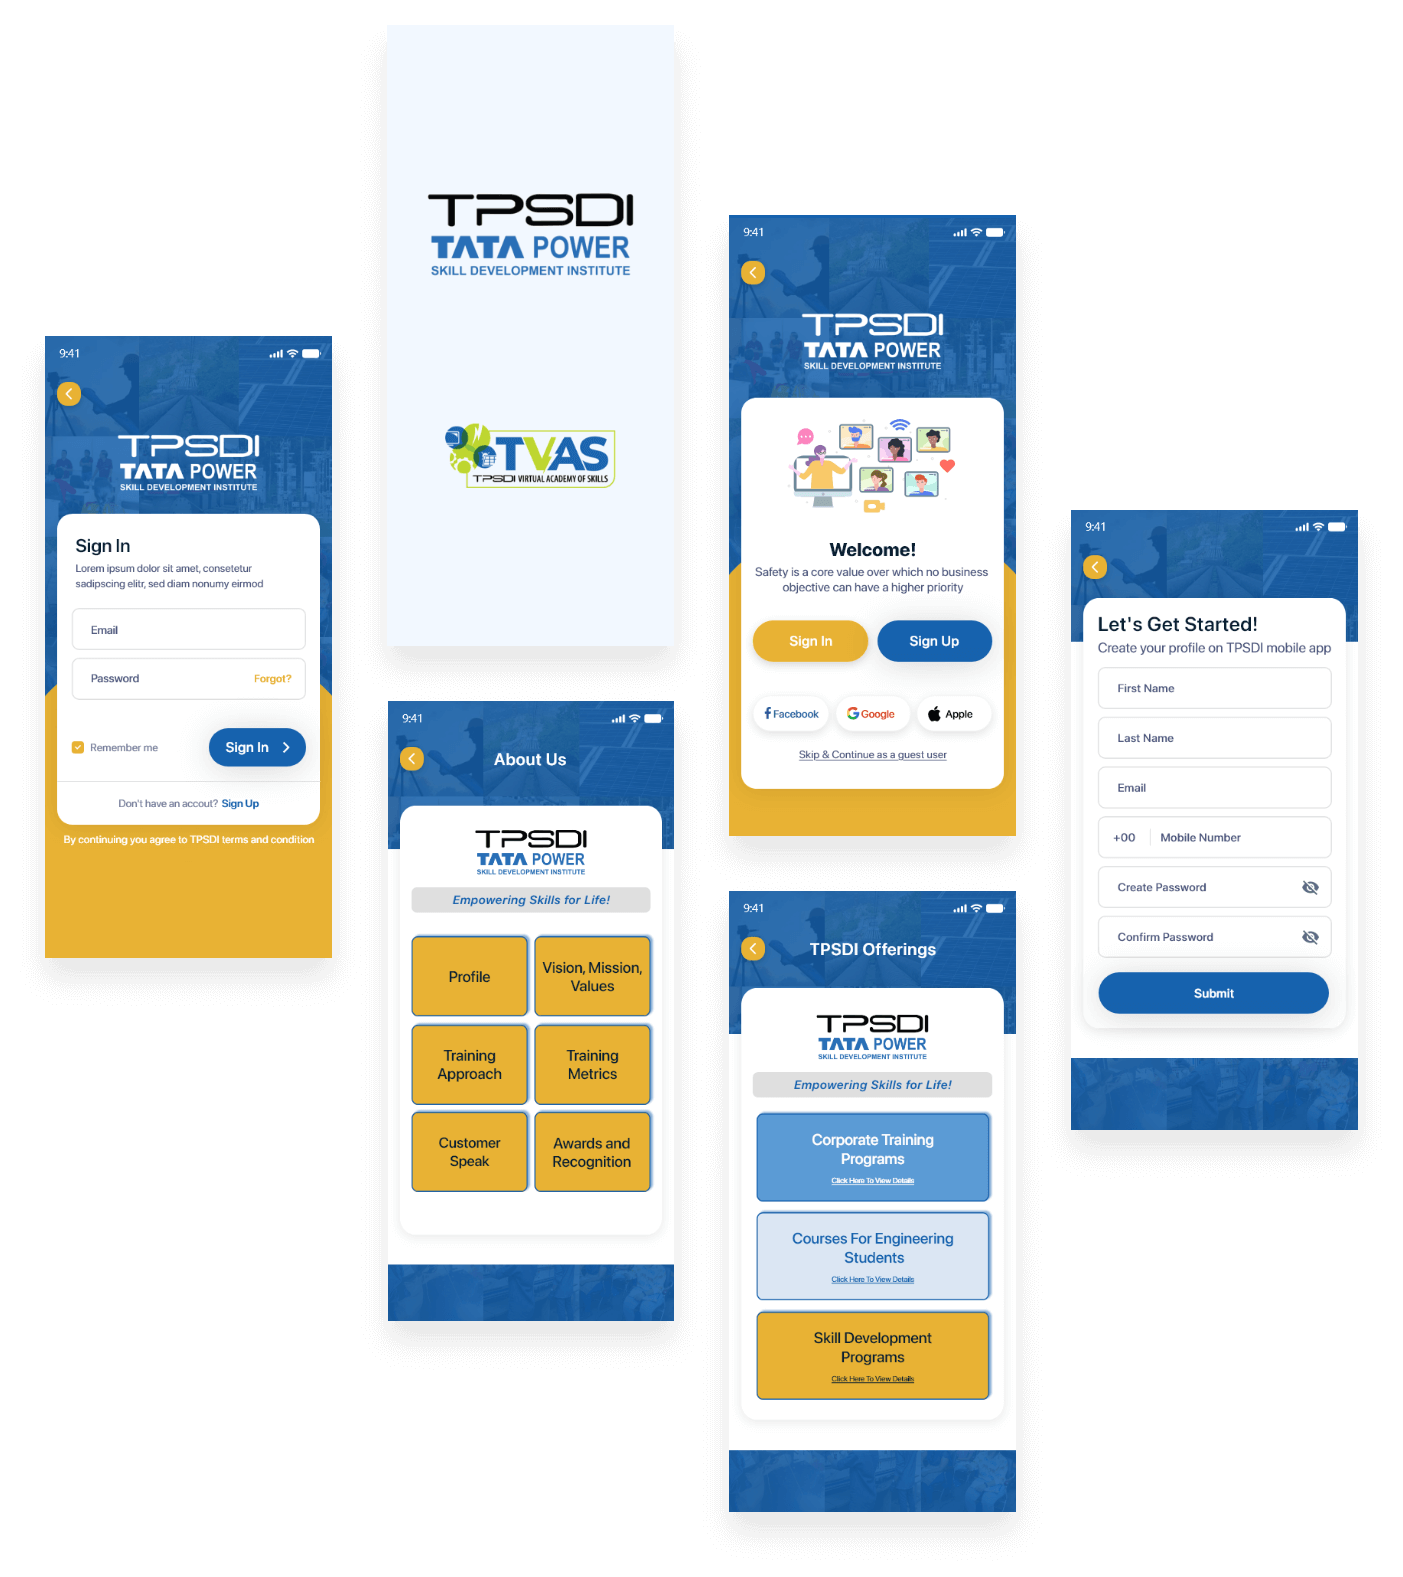 9:41
TPSDI
TATA POWER
SKILL DEVELOPMENT INSTITUTE
Sign In
Lorem ipsum dolor sit amet, consetetur
sadipscing elitr, sed diam nonumy eirmod
Email
Password Forgot?
Remember me
Sign In
Don't have an accout? Sign Up
By continuing you agree to TPSDI terms and condition
TPSDI
TATA POWER
SKILL DEVELOPMENT INSTITUTE
TVAS
TPSDI VIRTUAL ACADEMY OF SKILLS
9:41
About Us
TPSDI
TATA POWER
SKILL DEVELOPMENT INSTITUTE
Empowering Skills for Life!
Profile
Vision, Mission,
Values
Training
Approach
Training
Metrics
Customer
Speak
Awards and
Recognition
9:41
TPSDI
TATA POWER
SKILL DEVELOPMENT INSTITUTE
Welcome!
Safety is a core value over which no business
objective can have a higher priority
Sign In
Sign Up
Facebook
Google
Apple
Skip & Continue as a guest user
9:41
TPSDI Offerings
TPSDI
TATA POWER
SKILL DEVELOPMENT INSTITUTE
Empowering Skills for Life!
Corporate Training
Programs
Click Here To View Details
Courses For Engineering
Students
Click Here To View Details
Skill Development
Programs
Click Here To View Details
9:41
Let's Get Started!
Create your profile on TPSDI mobile app
First Name
Last Name
Email
+00 Mobile Number
Create Password
Confirm Password
Submit